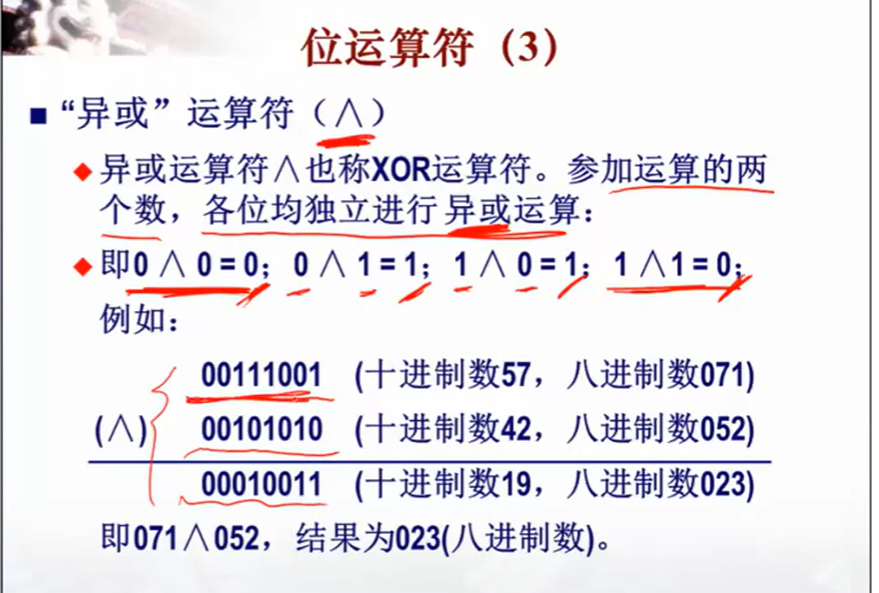 位运算符（3）
“异或”运算符（∧）
异或运算符∧也称XOR运算符。参加运算的两
个数，各位均独立进行异或运算：
即0 ∧ 0 = 0；0 ∧ 1 = 1；1 ∧ 0 = 1；1 ∧1 = 0；
例如：
00111001 (十进制数57，八进制数071)
(∧) 00101010 (十进制数42，八进制数052)
00010011 (十进制数19，八进制数023)
即071∧052，结果为023(八进制数)。